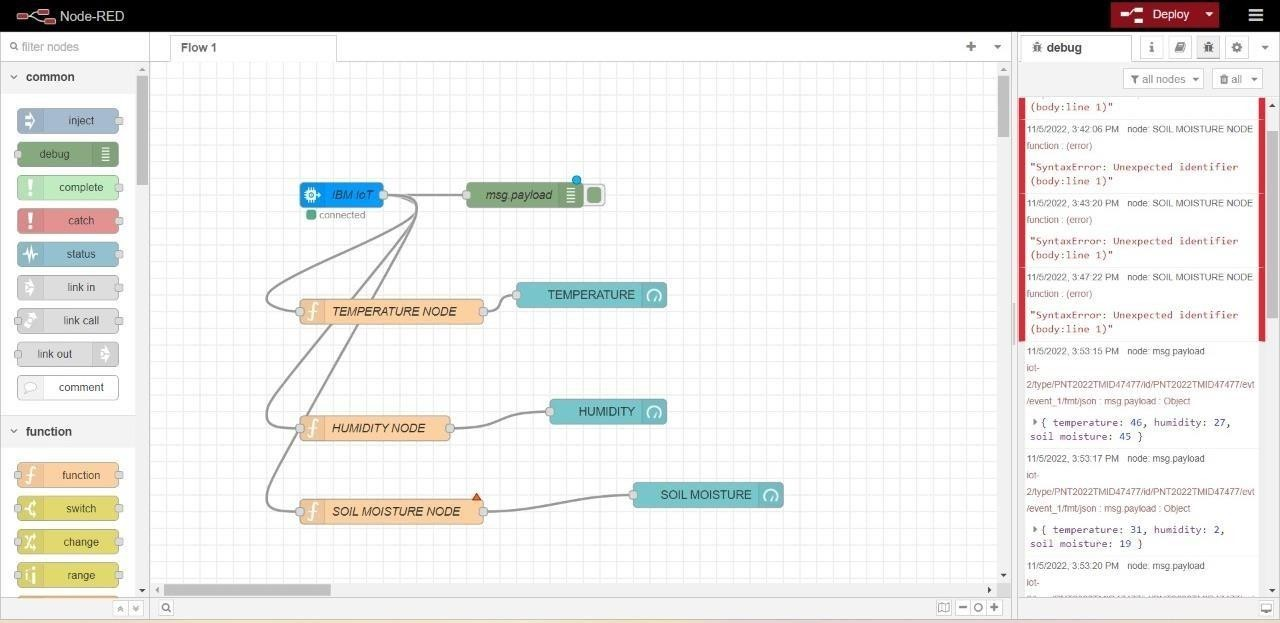 Node-RED
Deploy
filter nodes
Flow 1
debug
i
all nodes
all
common
inject
debug
complete
catch
status
link in
link call
link out
comment
function
function
switch
change
range
IBM IoT
connected
msg.payload
TEMPERATURE NODE
TEMPERATURE
HUMIDITY NODE
HUMIDITY
SOIL MOISTURE NODE
SOIL MOISTURE
(body:line 1)"
11/5/2022, 3:42:06 PM node: SOIL MOISTURE NODE
function : (error)
"SyntaxError: Unexpected identifier
(body:line 1)"
11/5/2022, 3:43:20 PM node: SOIL MOISTURE NODE
function : (error)
"SyntaxError: Unexpected identifier
(body:line 1)"
11/5/2022, 3:47:22 PM node: SOIL MOISTURE NODE
function : (error)
"SyntaxError: Unexpected identifier
(body:line 1)"
11/5/2022, 3:53:15 PM node: msg.payload
iot-
2/type/PNT2022TMID47477/id/PNT2022TMID47477/evt
/event_1/fmt/json : msg.payload : Object
{ temperature: 46, humidity: 27,
soil moisture: 45 }
11/5/2022, 3:53:17 PM node: msg.payload
iot-
2/type/PNT2022TMID47477/id/PNT2022TMID47477/evt
/event_1/fmt/json : msg.payload : Object
{ temperature: 31, humidity: 2,
soil moisture: 19 }
11/5/2022, 3:53:20 PM node: msg.payload
iot-